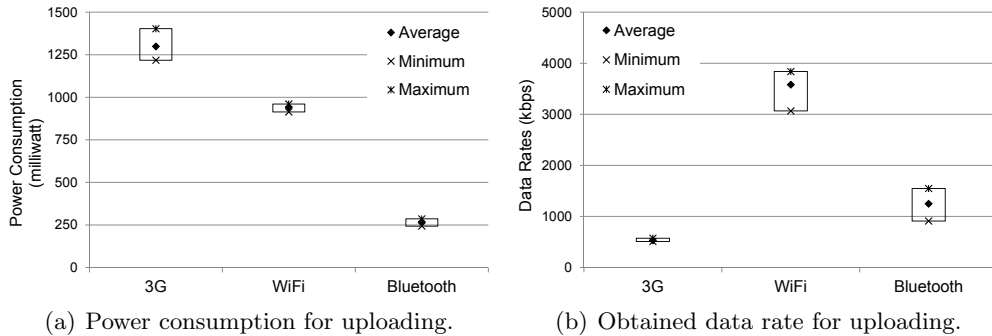 1500
1250
1000
750
500
250
0
Power Consumption
(milliwatt)
Average
Minimum
Maximum
3G
WiFi
Bluetooth
(a) Power consumption for uploading.
5000
4000
3000
2000
1000
0
Data Rates (kbps)
Average
Minimum
Maximum
3G
WiFi
Bluetooth
(b) Obtained data rate for uploading.